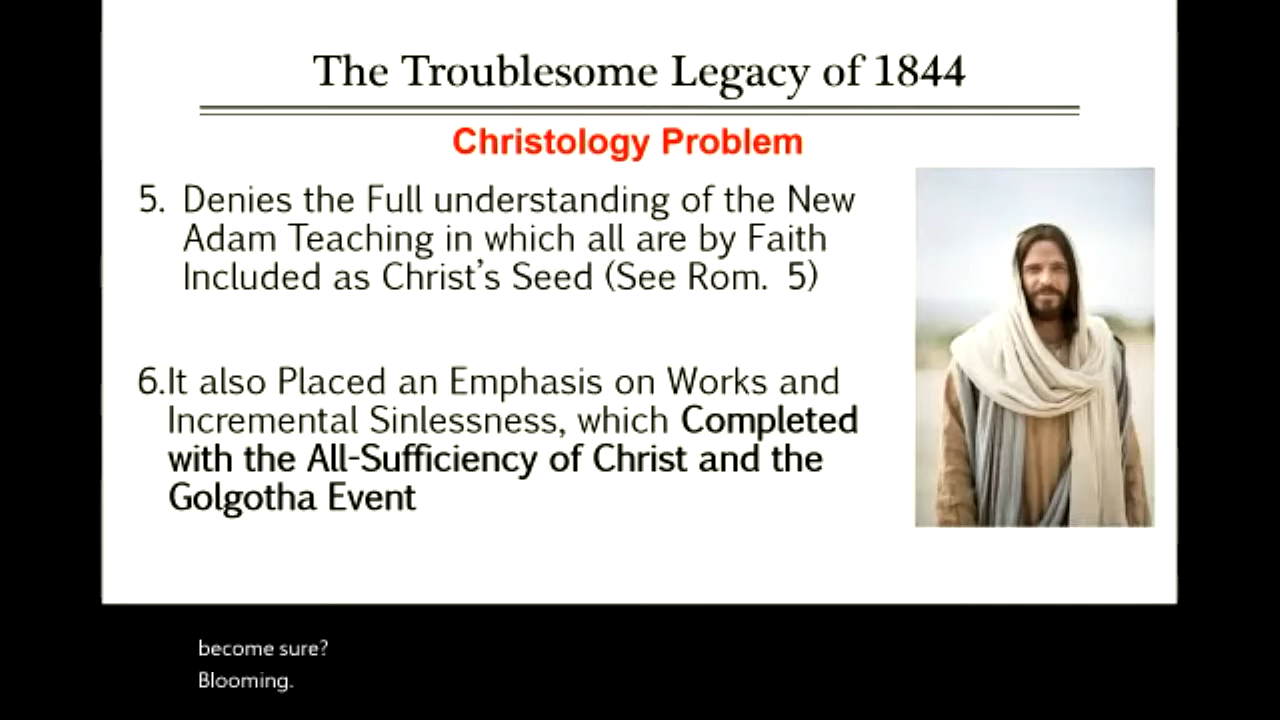 The Troublesome Legacy of 1844
Christology Problem
5. Denies the Full understanding of the New
Adam Teaching in which all are by Faith
Included as Christ's Seed (See Rom. 5)
6.It also Placed an Emphasis on Works and
Incremental Sinlessness, which Completed
with the All-Sufficiency of Christ and the
Golgotha Event
become sure?
Blooming.